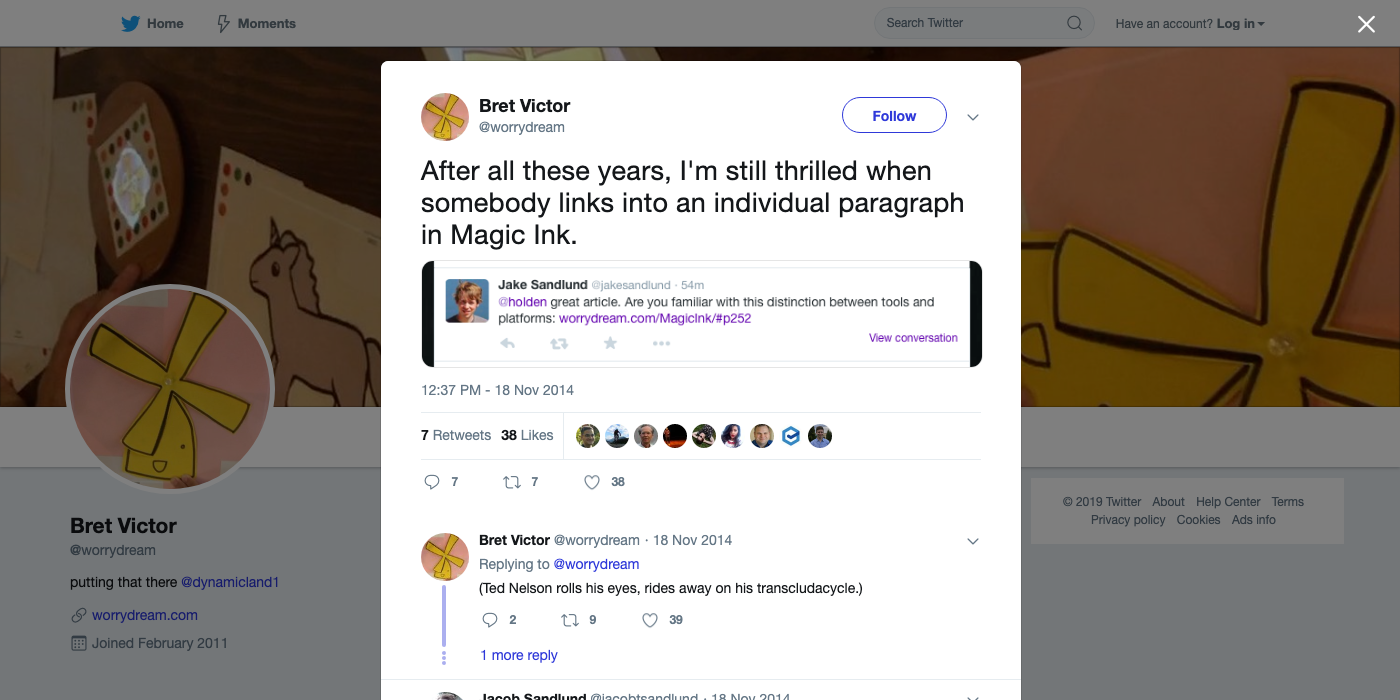 Home Moments Search Twitter Have an account? Log in
Bret Victor
@worrydream
Follow
After all these years, I'm still thrilled when
somebody links into an individual paragraph
in Magic Ink.
Jake Sandlund @jakesandlund · 54m
@holden great article. Are you familiar with this distinction between tools and
platforms: worrydream.com/MagicInk/#p252
View conversation
12:37 PM - 18 Nov 2014
7 Retweets 38 Likes
7 7 38
Bret Victor @worrydream · 18 Nov 2014
Replying to @worrydream
(Ted Nelson rolls his eyes, rides away on his transcludacycle.)
2 9 39
1 more reply
Jacob Sandlund @jacobtsandlund · 18 Nov 2014
Bret Victor
@worrydream
putting that there @dynamicland1
worrydream.com
Joined February 2011
© 2019 Twitter About Help Center Terms
Privacy policy Cookies Ads info